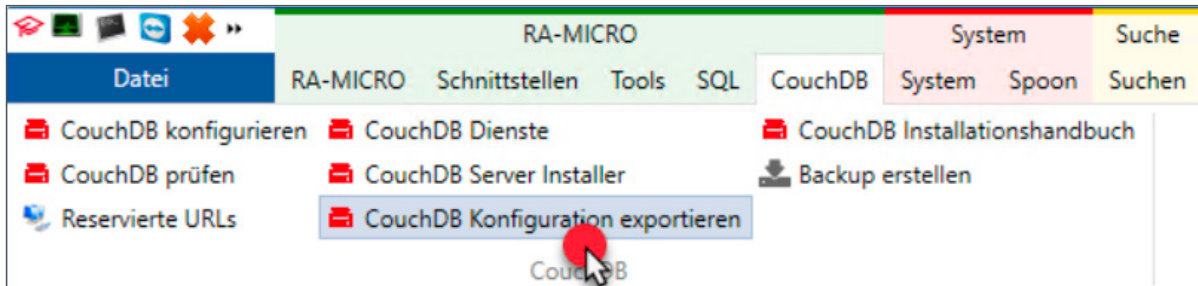 RA-MICRO System Suche
Datei RA-MICRO Schnittstellen Tools SQL CouchDB System Spoon Suchen
CouchDB konfigurieren CouchDB Dienste CouchDB Installationshandbuch
CouchDB prüfen CouchDB Server Installer Backup erstellen
Reservierte URLs CouchDB Konfiguration exportieren
CouchDB